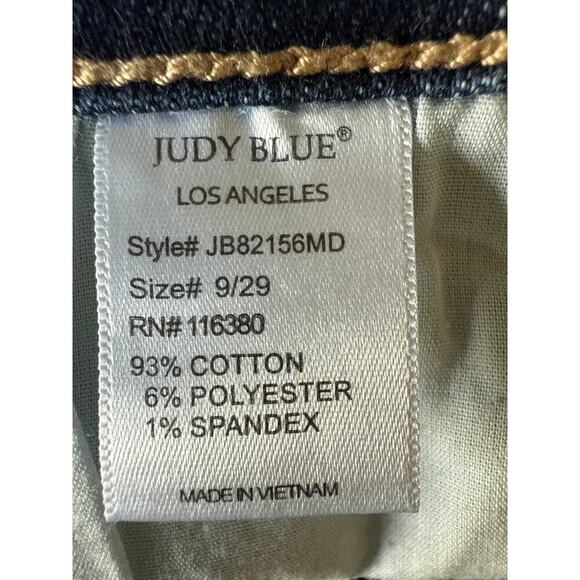 JUDY BLUE®
LOS ANGELES
Style# JB82156MD
Size# 9/29
RN# 116380
93% COTTON
6% POLYESTER
1% SPANDEX
MADE IN VIETNAM